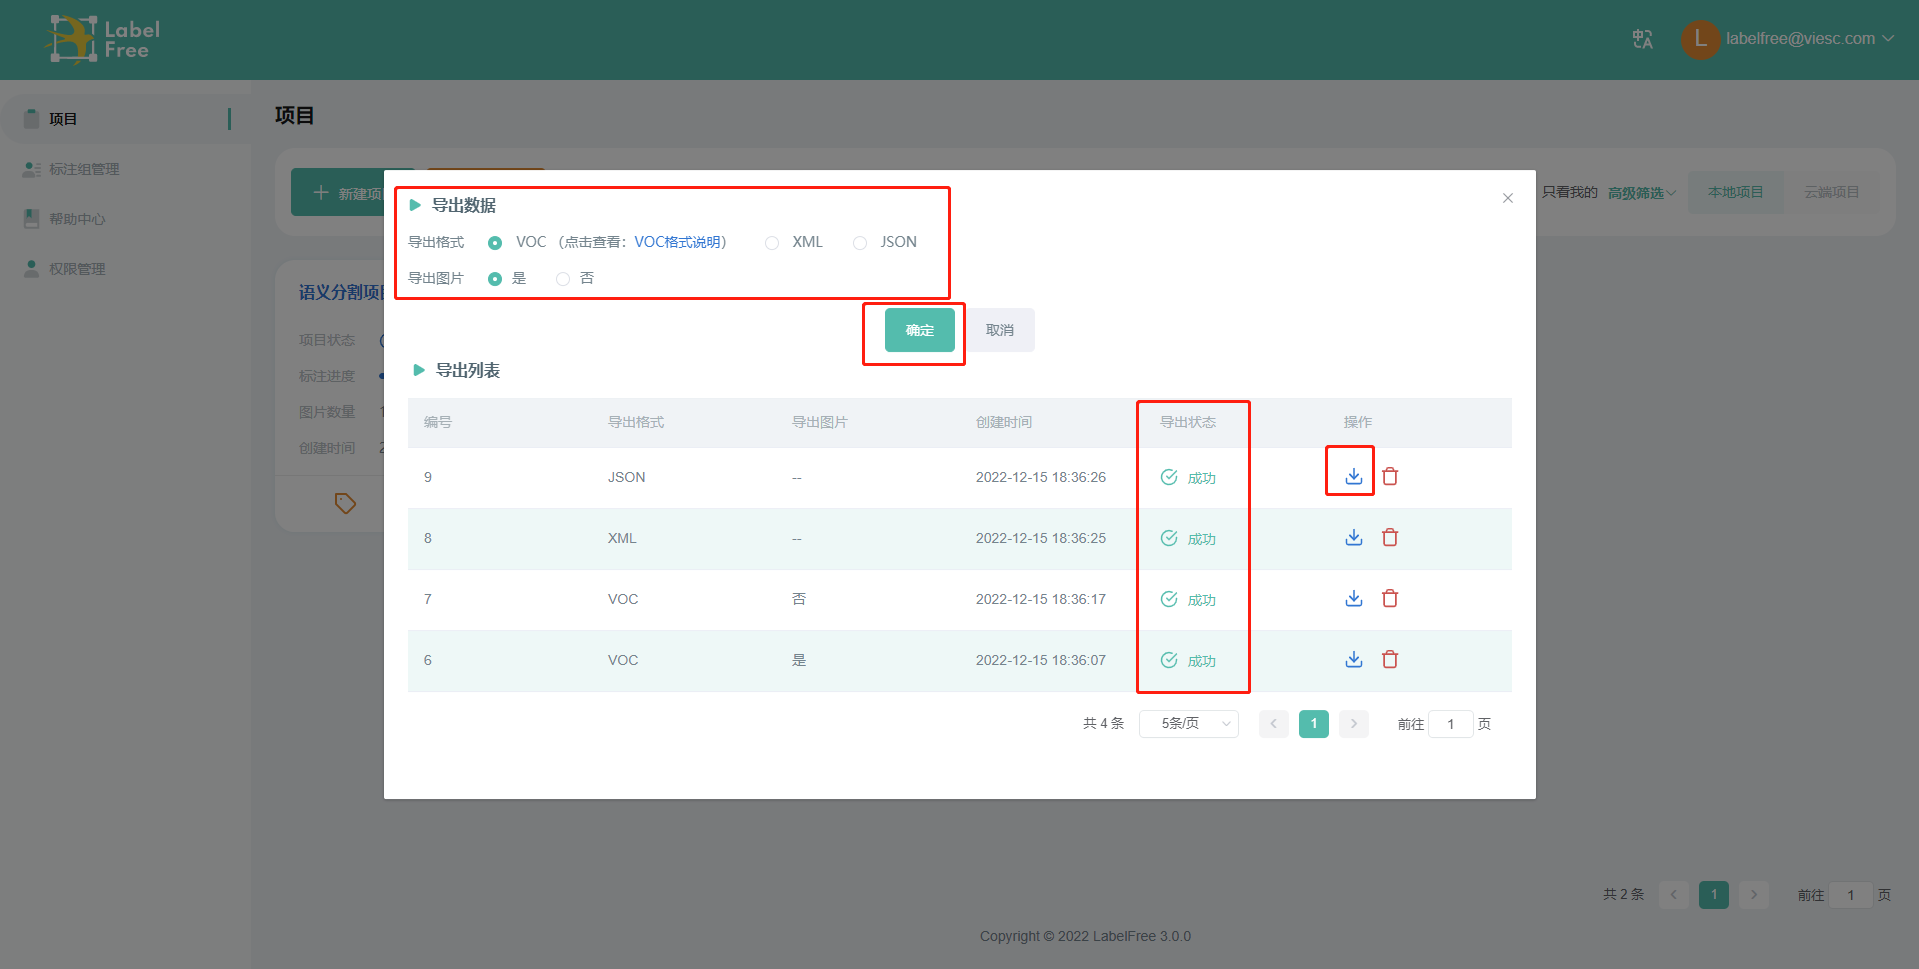 Label
Free
中A
L labelfree@viesc.com
项目
标注组管理
帮助中心
权限管理
项目
新建项
只看我的 高级筛选 本地项目 云端项目
语义分割项
项目状态
标注进度
图片数量 1
创建时间 2
导出数据
导出格式 VOC (点击查看：VOC格式说明) XML JSON
导出图片 是 否
确定 取消
导出列表
编号 导出格式 导出图片 创建时间 导出状态 操作
9 JSON -- 2022-12-15 18:36:26 成功
8 XML -- 2022-12-15 18:36:25 成功
7 VOC 否 2022-12-15 18:36:17 成功
6 VOC 是 2022-12-15 18:36:07 成功
共 4 条 5条/页 1 前往 1 页
共 2 条 1 前往 1 页
Copyright © 2022 LabelFree 3.0.0